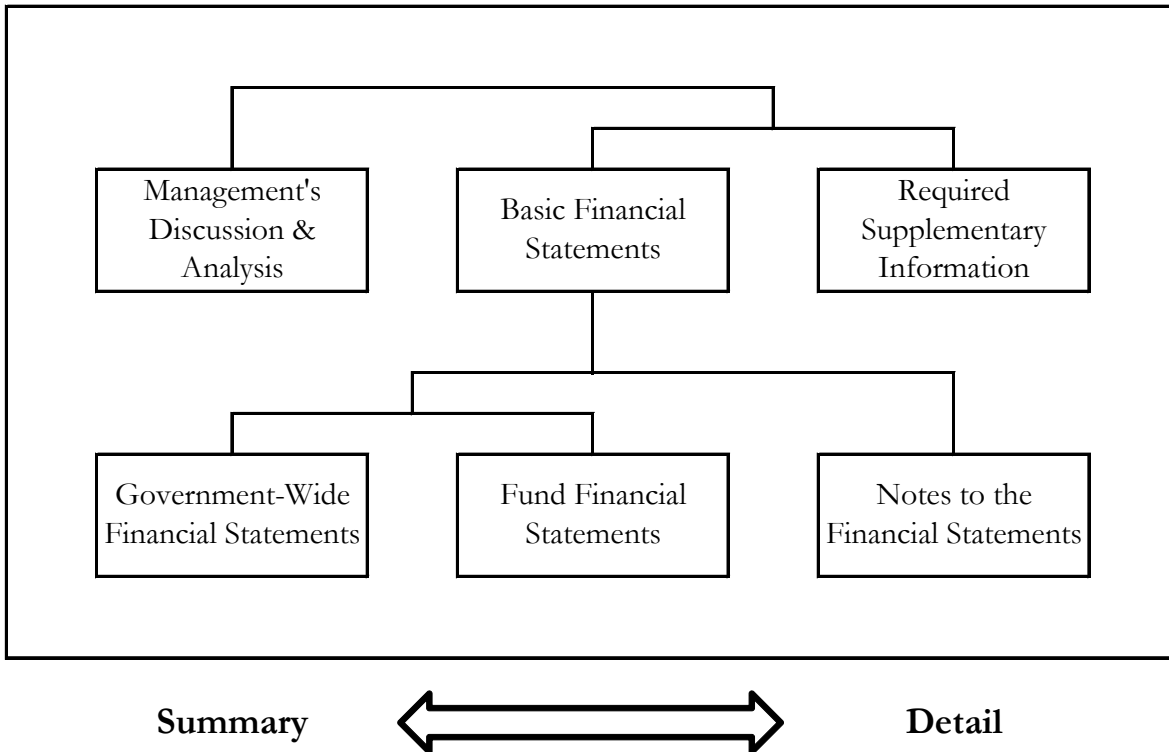 Management's
Discussion &
Analysis
Basic Financial
Statements
Required
Supplementary
Information
Government-Wide
Financial Statements
Fund Financial
Statements
Notes to the
Financial Statements
Summary
Detail